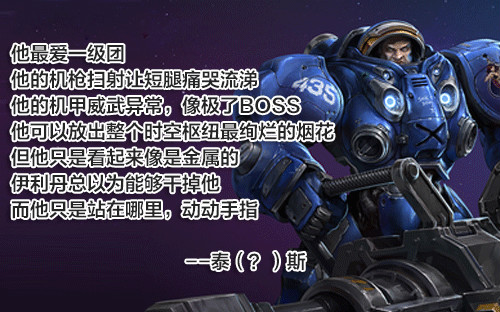 他最爱一级团
他的机枪扫射让短腿痛哭流涕
他的机甲威武异常，像极了BOSS
他可以放出整个时空枢纽最绚烂的烟花
但他只是看起来像是金属的
伊利丹总以为能够干掉他
而他只是站在哪里，动动手指
--泰（？）斯
435